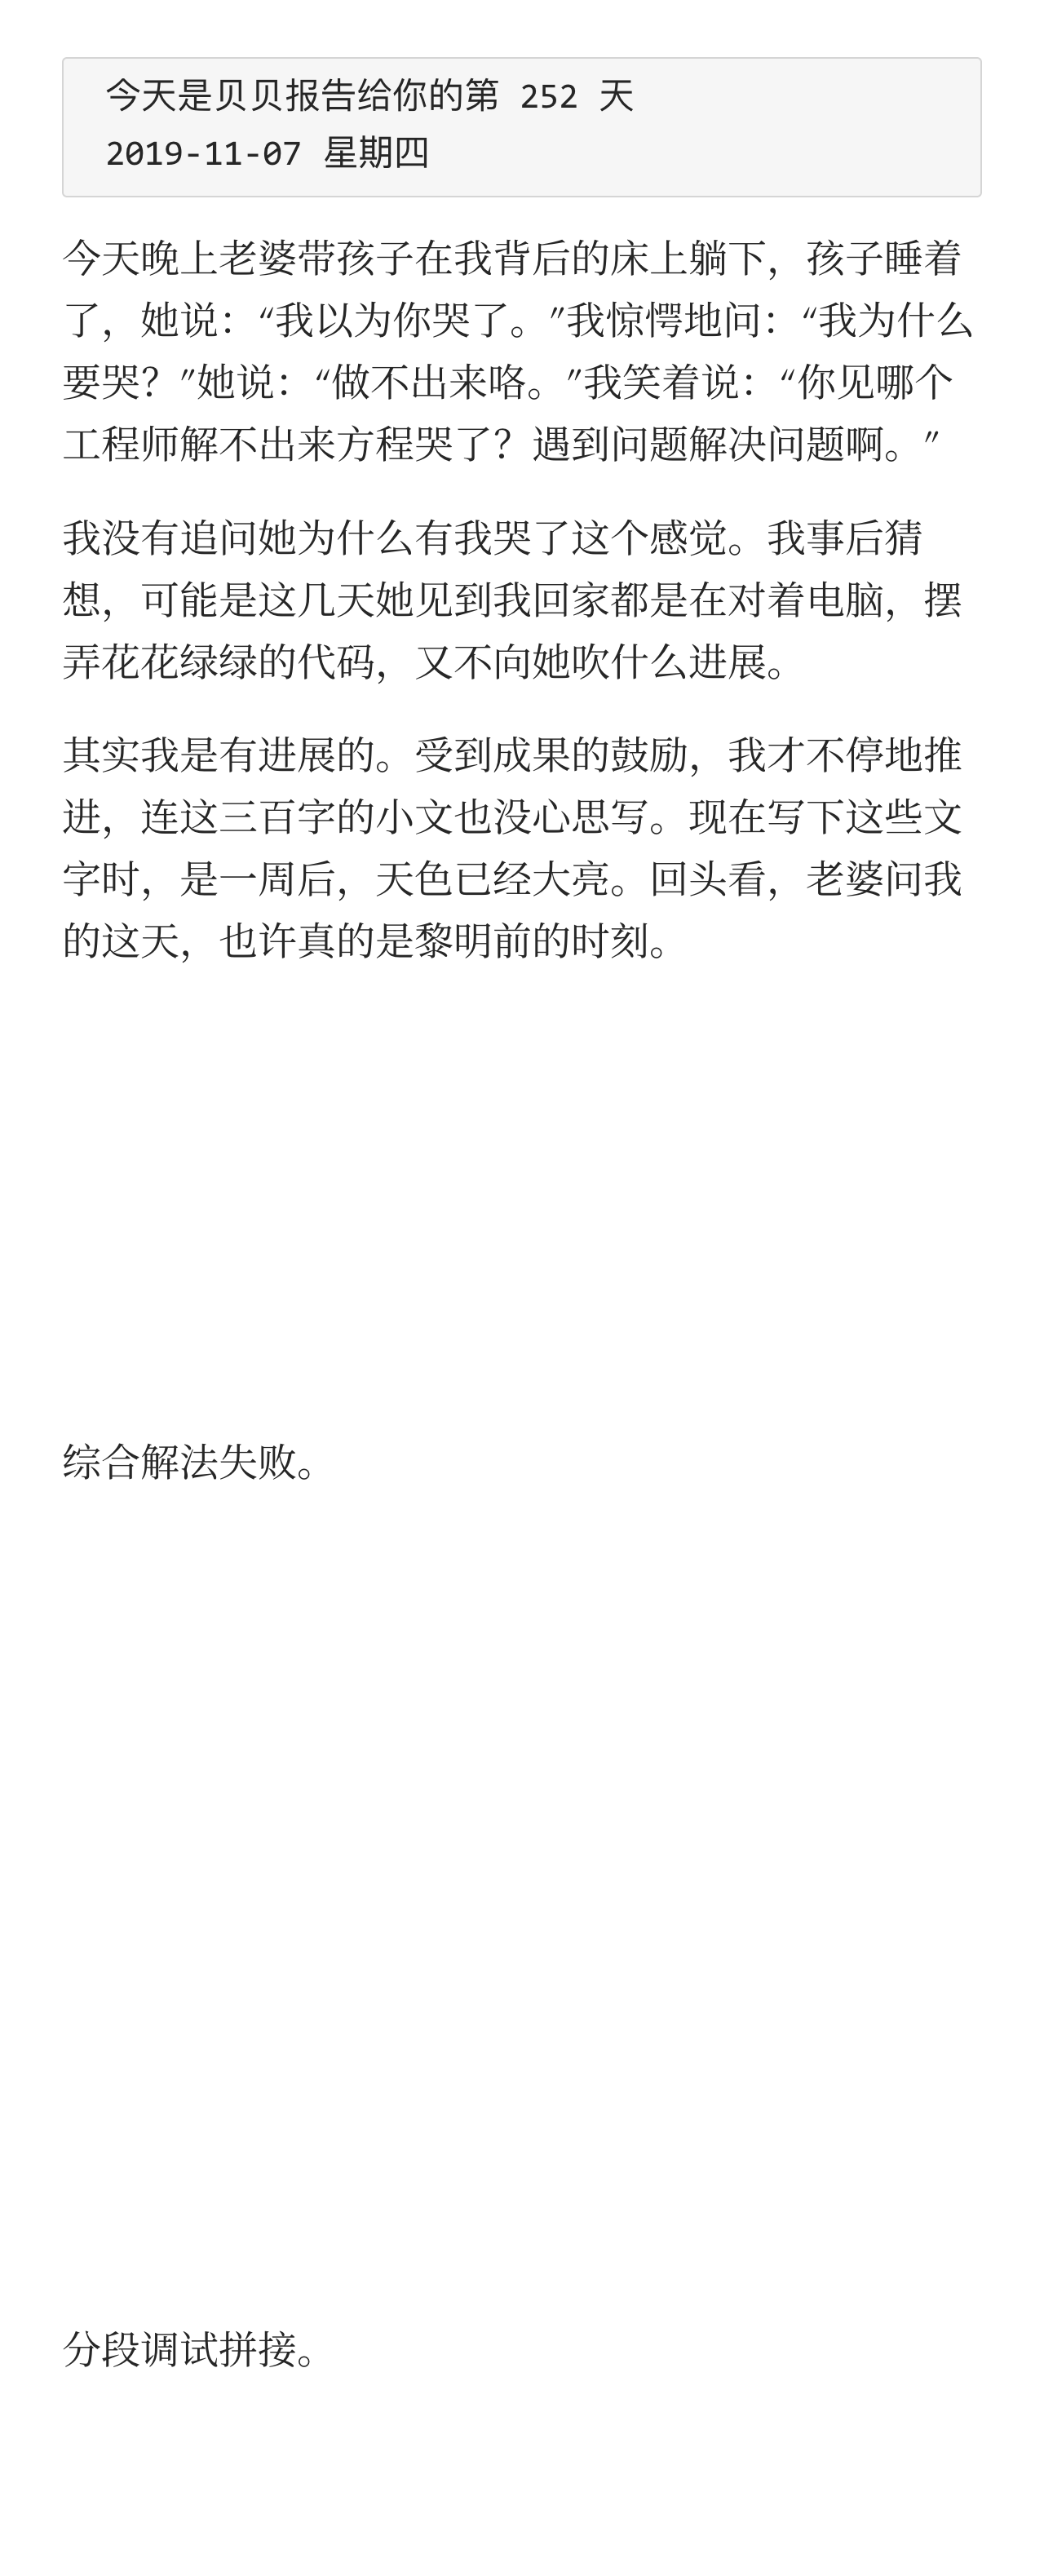 今天是贝贝报告给你的第 252 天
2019-11-07 星期四
今天晚上老婆带孩子在我背后的床上躺下，孩子睡着
了，她说：“我以为你哭了。”我惊愕地问：“我为什么
要哭？”她说：“做不出来咯。”我笑着说：“你见哪个
工程师解不出来方程哭了？遇到问题解决问题啊。”
我没有追问她为什么有我哭了这个感觉。我事后猜
想，可能是这几天她见到我回家都是在对着电脑，摆
弄花花绿绿的代码，又不向她吹什么进展。
其实我是有进展的。受到成果的鼓励，我才不停地推
进，连这三百字的小文也没心思写。现在写下这些文
字时，是一周后，天色已经大亮。回头看，老婆问我
的这天，也许真的是黎明前的时刻。
综合解法失败。
分段调试拼接。